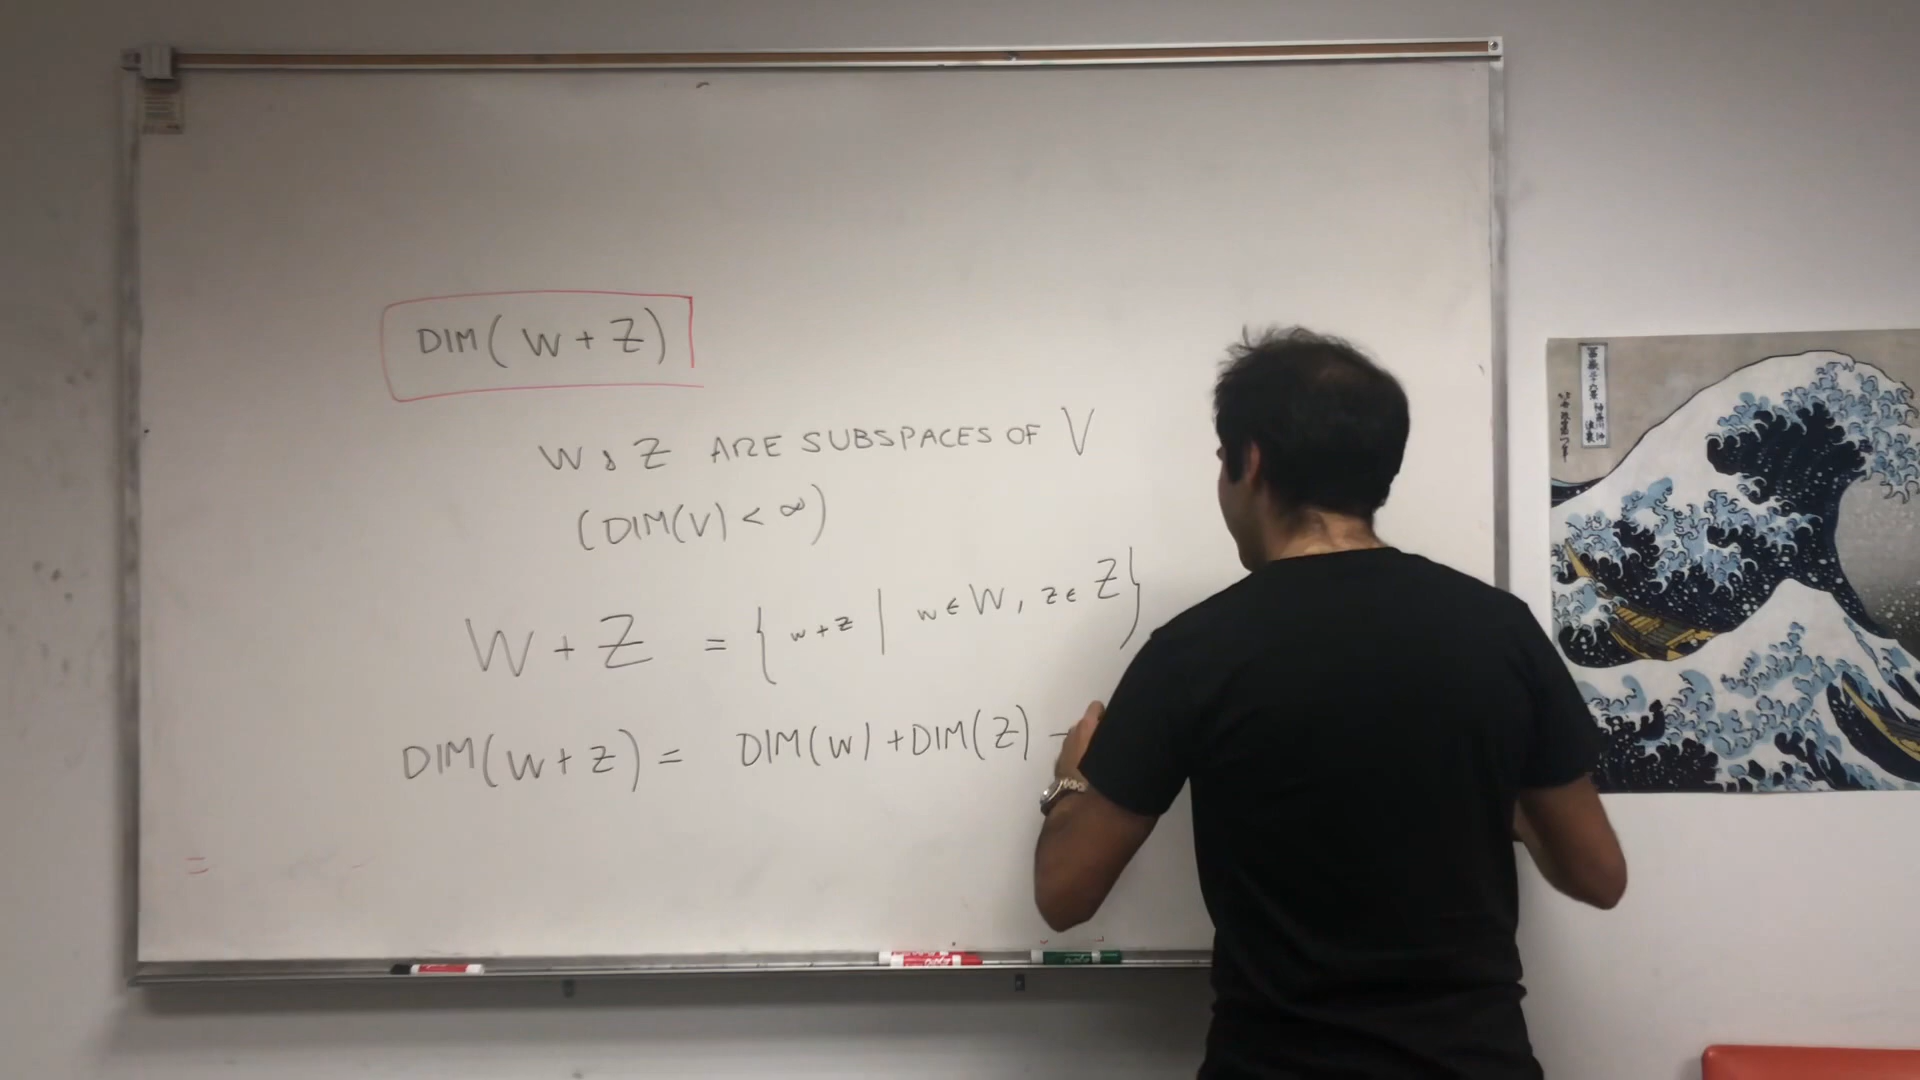 DIM(W+Z)
W & Z ARE SUBSPACES OF V
(DIM(V) < ∞)
W + Z = { w+z | w ∈ W, z ∈ Z }
DIM(W+Z) = DIM(W) + DIM(Z) -
=